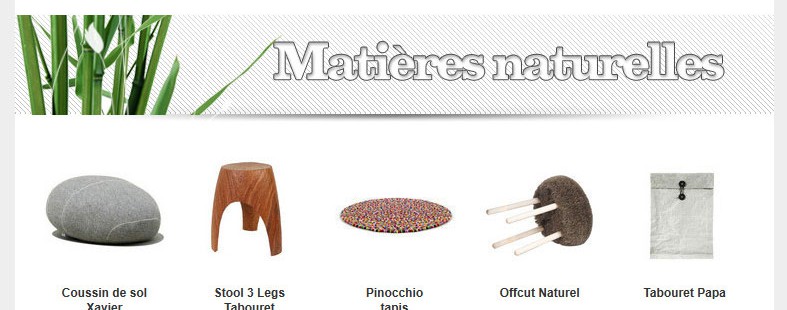 Matières naturelles
Coussin de sol
Xavier
Stool 3 Legs
Tabouret
Pinocchio
tapis
Offcut Naturel
Tabouret Papa